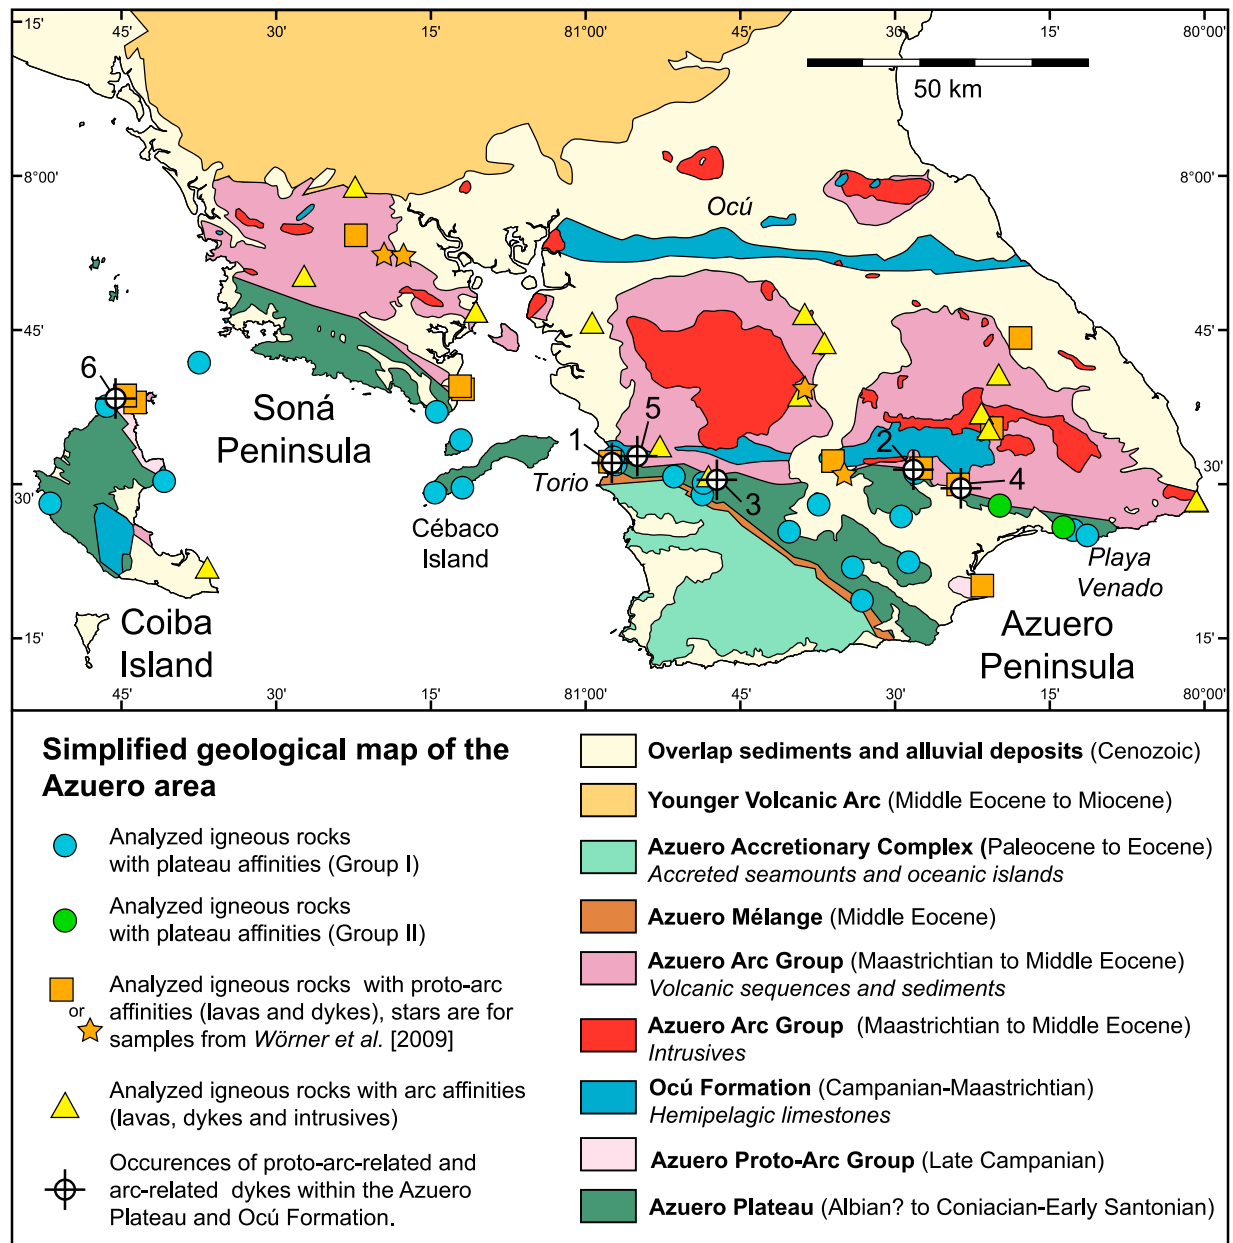 15'
45'
30'
15'
81°00'
45'
30'
15'
80°00'
15'
50 km
8°00'
8°00'
Ocú
45'
45'
6
Soná
Peninsula
1
5
2
4
3
Torio
30'
30'
Cébaco
Island
Playa
Venado
Coiba
Island
Azuero
Peninsula
15'
15'
45'
30'
15'
81°00'
45'
30'
15'
80°00'
Simplified geological map of the
Azuero area
Analyzed igneous rocks
with plateau affinities (Group I)
Analyzed igneous rocks
with plateau affinities (Group II)
or
Analyzed igneous rocks with proto-arc
affinities (lavas and dykes), stars are for
samples from Wörner et al. [2009]
Analyzed igneous rocks with arc affinities
(lavas, dykes and intrusives)
Occurences of proto-arc-related and
arc-related dykes within the Azuero
Plateau and Ocú Formation.
Overlap sediments and alluvial deposits (Cenozoic)
Younger Volcanic Arc (Middle Eocene to Miocene)
Azuero Accretionary Complex (Paleocene to Eocene)
Accreted seamounts and oceanic islands
Azuero Mélange (Middle Eocene)
Azuero Arc Group (Maastrichtian to Middle Eocene)
Volcanic sequences and sediments
Azuero Arc Group (Maastrichtian to Middle Eocene)
Intrusives
Ocú Formation (Campanian-Maastrichtian)
Hemipelagic limestones
Azuero Proto-Arc Group (Late Campanian)
Azuero Plateau (Albian? to Coniacian-Early Santonian)